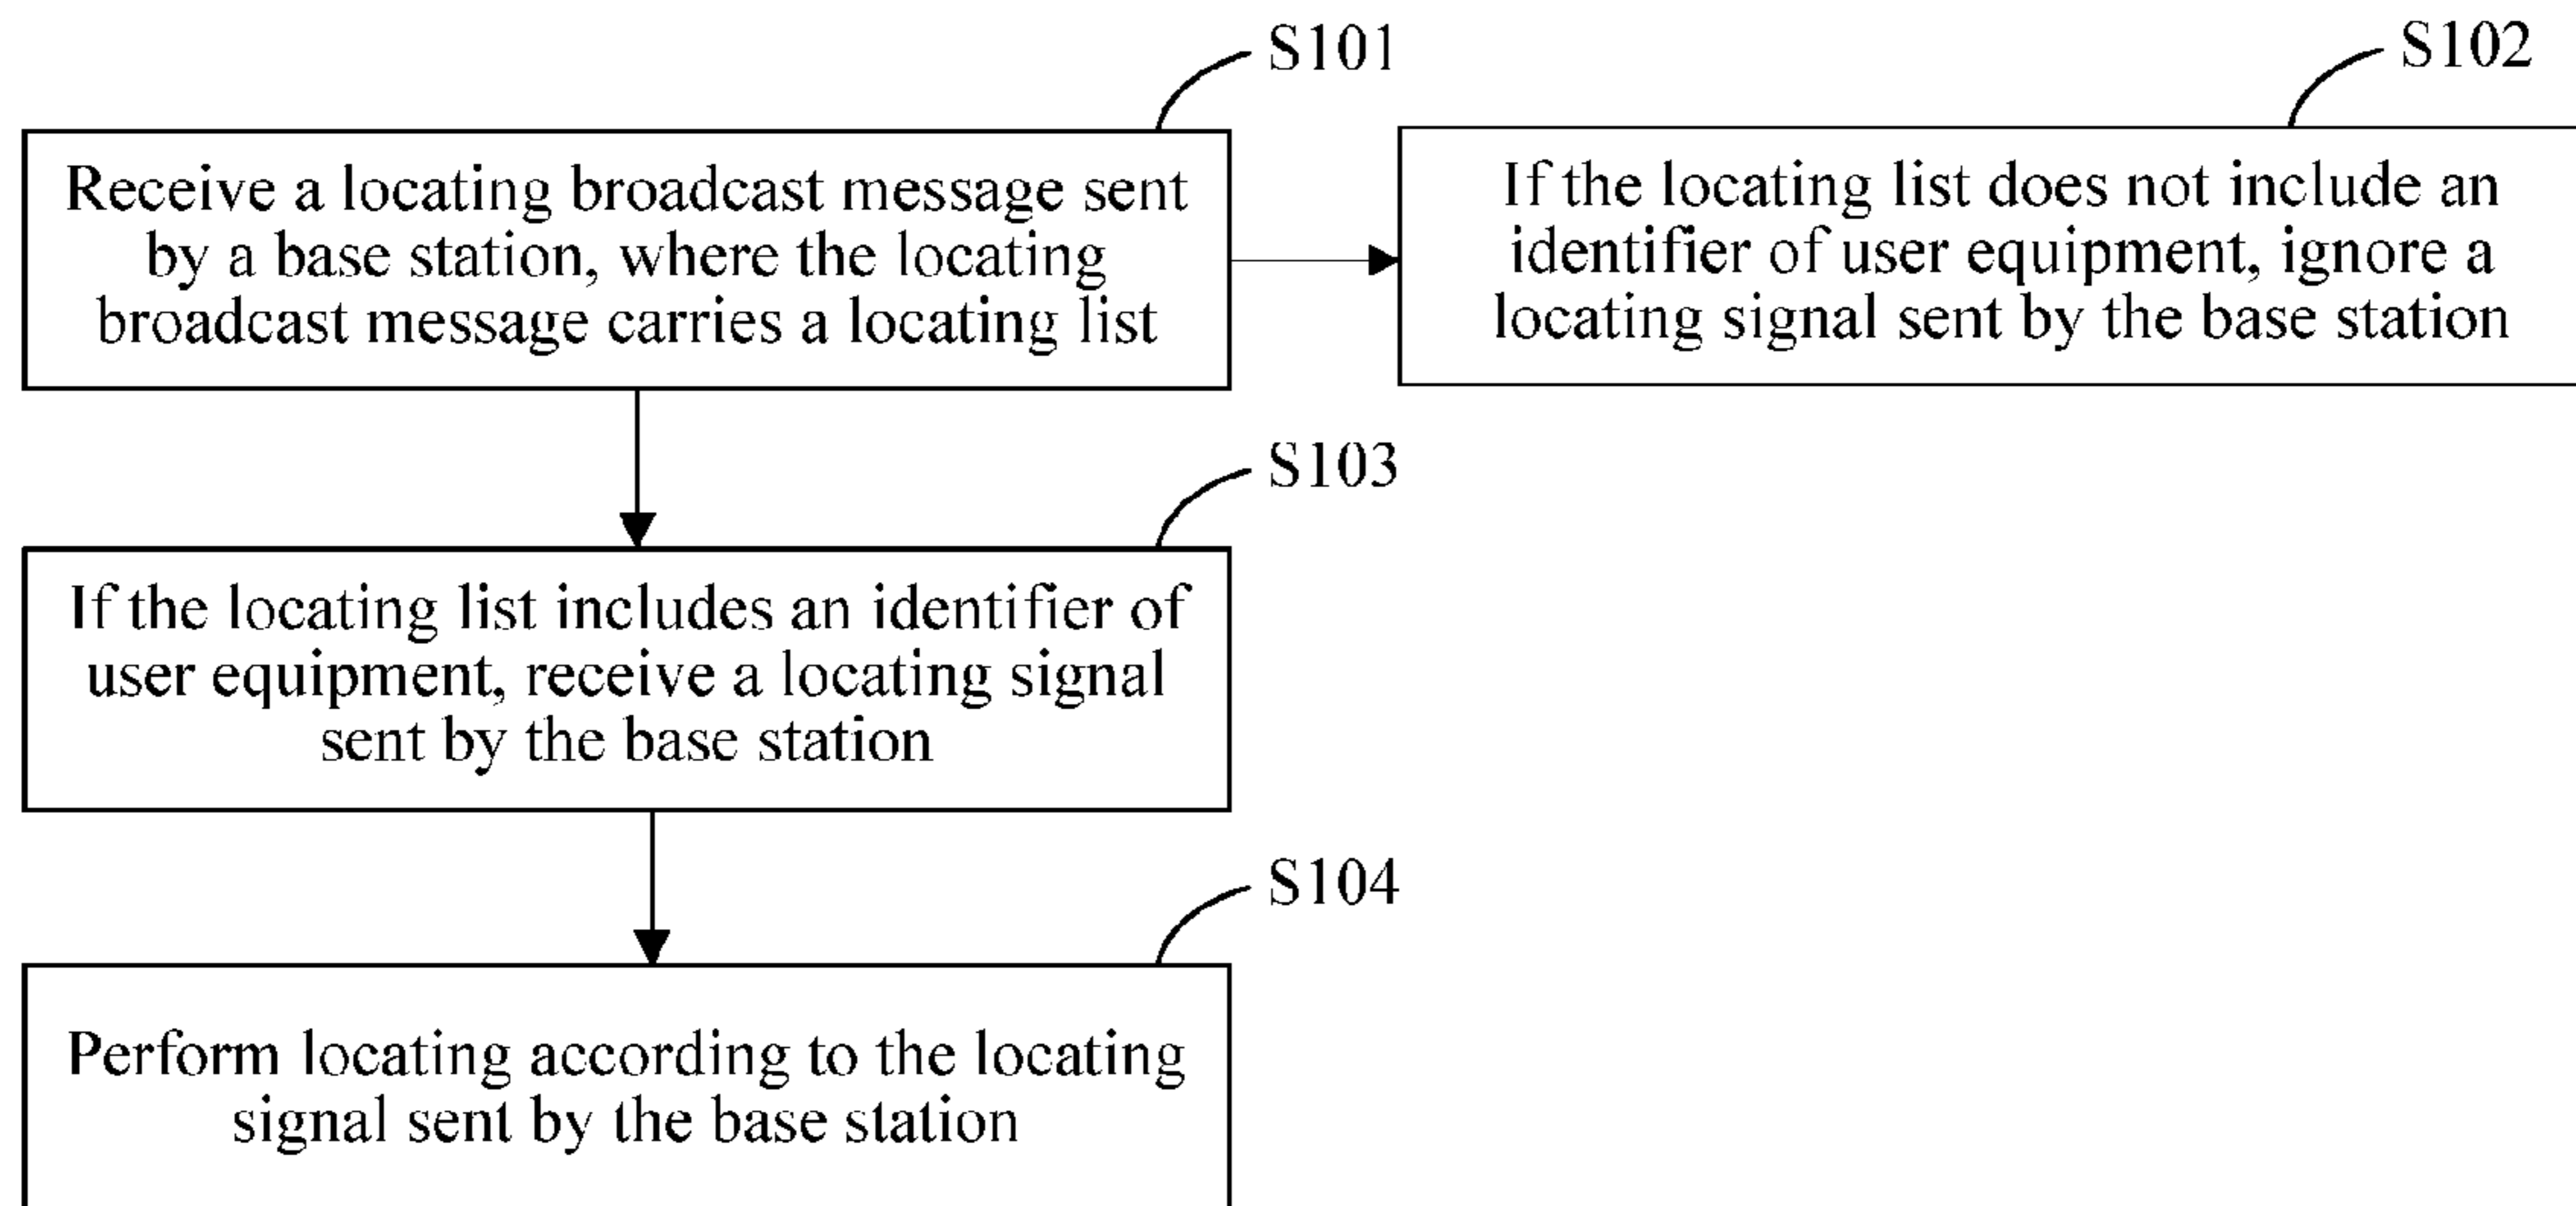 S101
Receive a locating broadcast message sent
by a base station, where the locating
broadcast message carries a locating list
S102
If the locating list does not include an
identifier of user equipment, ignore a
locating signal sent by the base station
S103
If the locating list includes an identifier of
user equipment, receive a locating signal
sent by the base station
S104
Perform locating according to the locating
signal sent by the base station